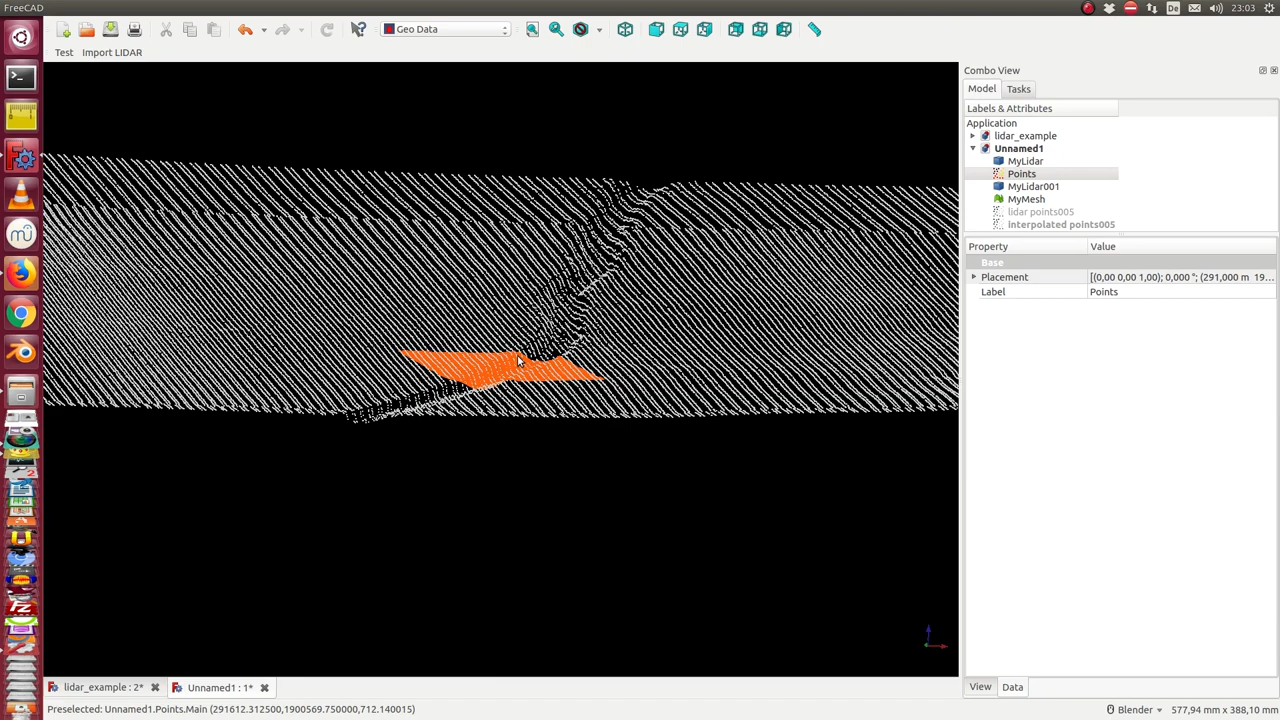 FreeCAD
De
23:03
Geo Data
Test Import LIDAR
Combo View
Model Tasks
Labels & Attributes
Application
lidar_example
Unnamed1
MyLidar
Points
MyLidar001
MyMesh
lidar points005
interpolated points005
Property Value
Base
Placement [(0,00 0,00 1,00); 0,000 °; (291,000 m 19...
Label Points
View Data
lidar_example : 2*
Unnamed1 : 1*
Preselected: Unnamed1.Points.Main (291612.312500,1900569.750000,712.140015)
Blender
577,94 mm x 388,10 mm